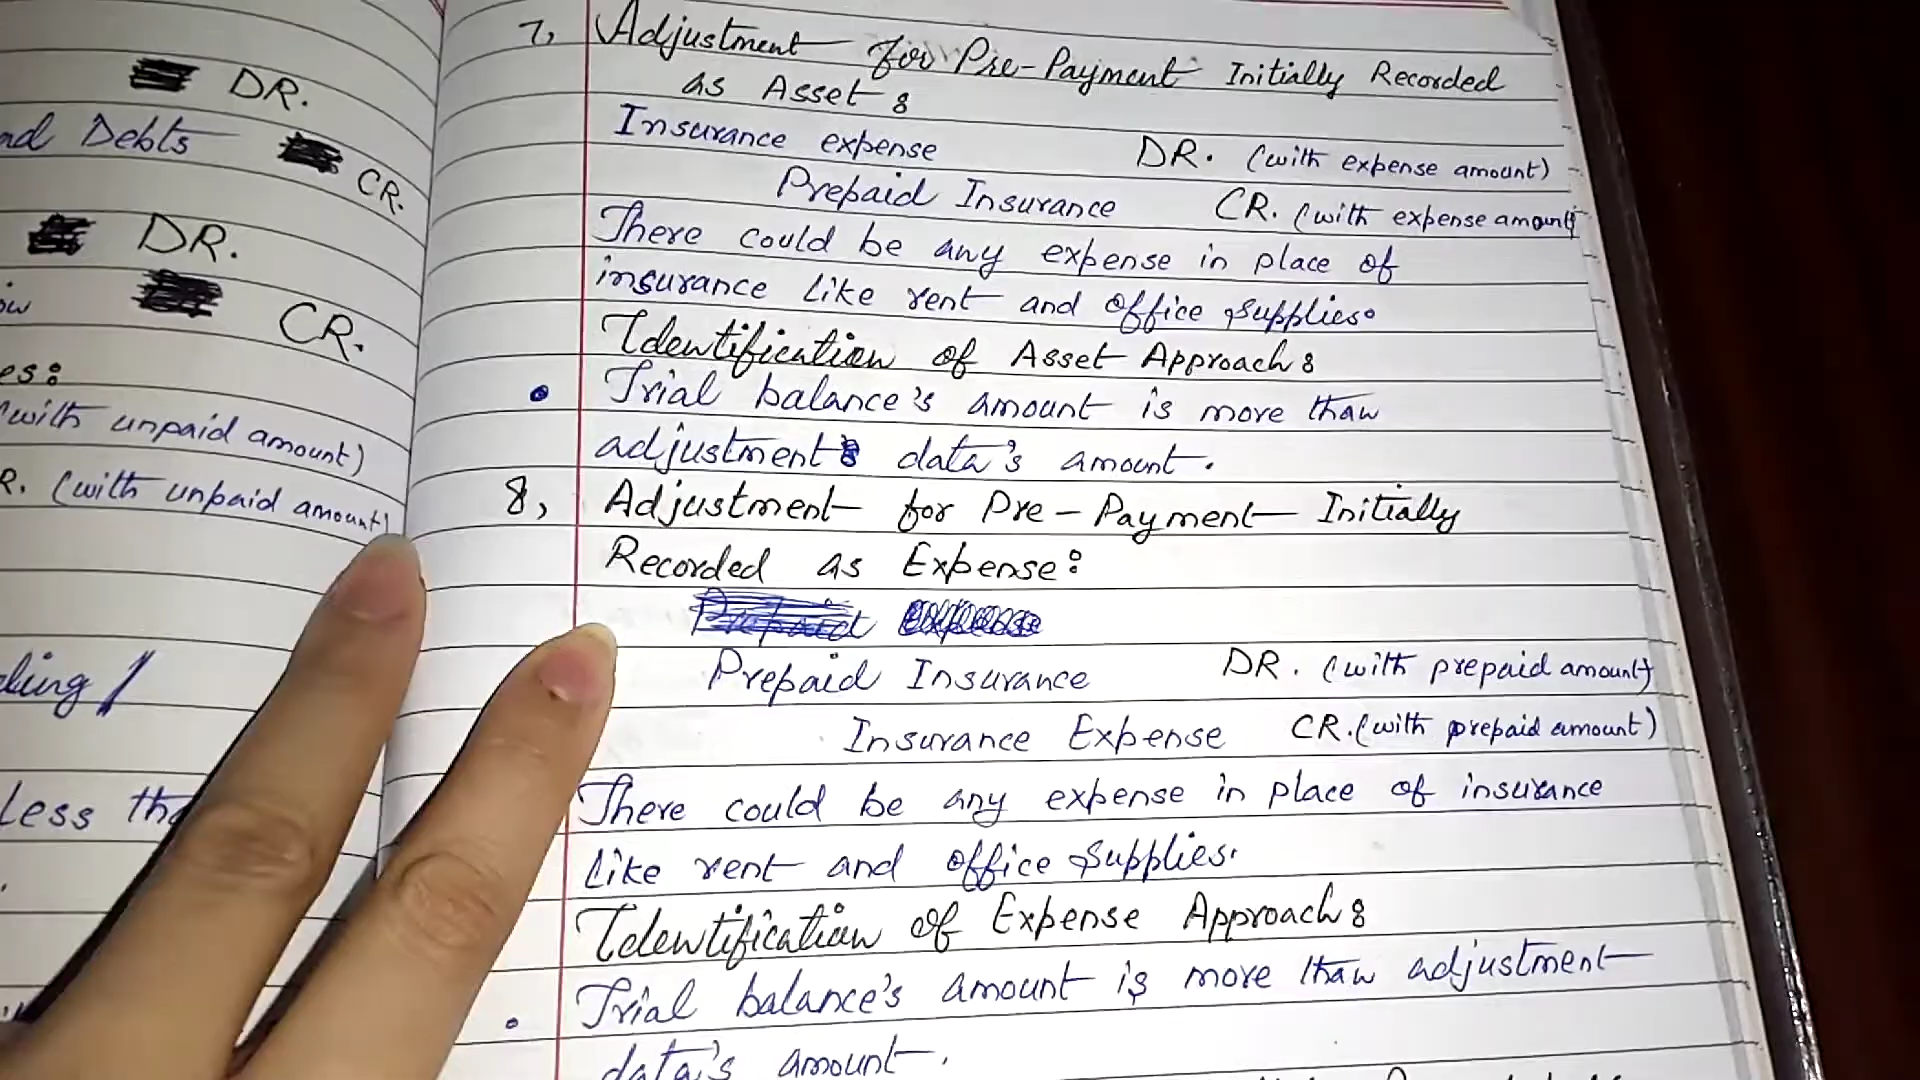 DR.
Debts
CR.
DR.
CR.
es:
(with unpaid amount)
R. (with unpaid amount)
ling
Less tha
7, Adjustment for Pre-Payment Initially Recorded
as Asset :
Insurance expense DR. (with expense amount)
Prepaid Insurance CR. (with expense amount)
There could be any expense in place of
insurance like rent and office supplies.
Identification of Asset Approach :
• Trial balance's amount is more than
adjustment data's amount.
8, Adjustment for Pre-Payment Initially
Recorded as Expense:
Prepaid expense
Prepaid Insurance DR. (with prepaid amount)
Insurance Expense CR. (with prepaid amount)
There could be any expense in place of insurance
like rent and office supplies.
Identification of Expense Approach :
• Trial balance's amount is more than adjustment
data's amount.